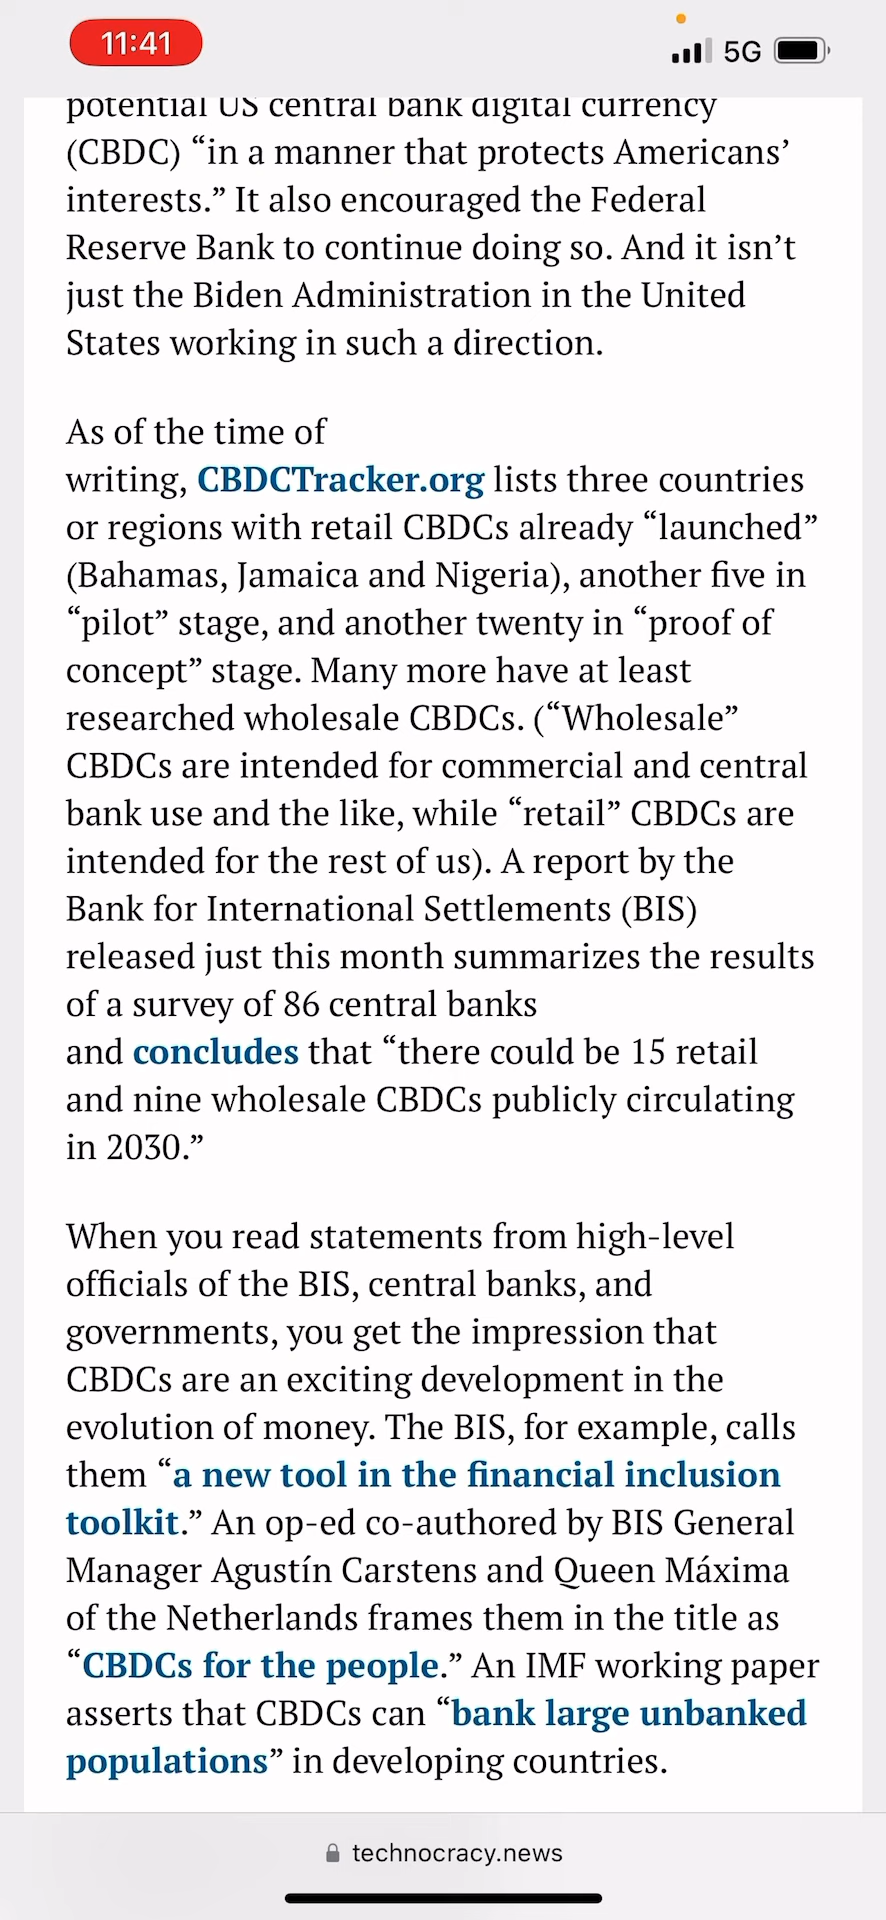 11:41
5G
potential US central bank digital currency
(CBDC) “in a manner that protects Americans’
interests.” It also encouraged the Federal
Reserve Bank to continue doing so. And it isn’t
just the Biden Administration in the United
States working in such a direction.
As of the time of
writing, CBDCTracker.org lists three countries
or regions with retail CBDCs already “launched”
(Bahamas, Jamaica and Nigeria), another five in
“pilot” stage, and another twenty in “proof of
concept” stage. Many more have at least
researched wholesale CBDCs. (“Wholesale”
CBDCs are intended for commercial and central
bank use and the like, while “retail” CBDCs are
intended for the rest of us). A report by the
Bank for International Settlements (BIS)
released just this month summarizes the results
of a survey of 86 central banks
and concludes that “there could be 15 retail
and nine wholesale CBDCs publicly circulating
in 2030.”
When you read statements from high-level
officials of the BIS, central banks, and
governments, you get the impression that
CBDCs are an exciting development in the
evolution of money. The BIS, for example, calls
them “a new tool in the financial inclusion
toolkit.” An op-ed co-authored by BIS General
Manager Agustín Carstens and Queen Máxima
of the Netherlands frames them in the title as
“CBDCs for the people.” An IMF working paper
asserts that CBDCs can “bank large unbanked
populations” in developing countries.
technocracy.news